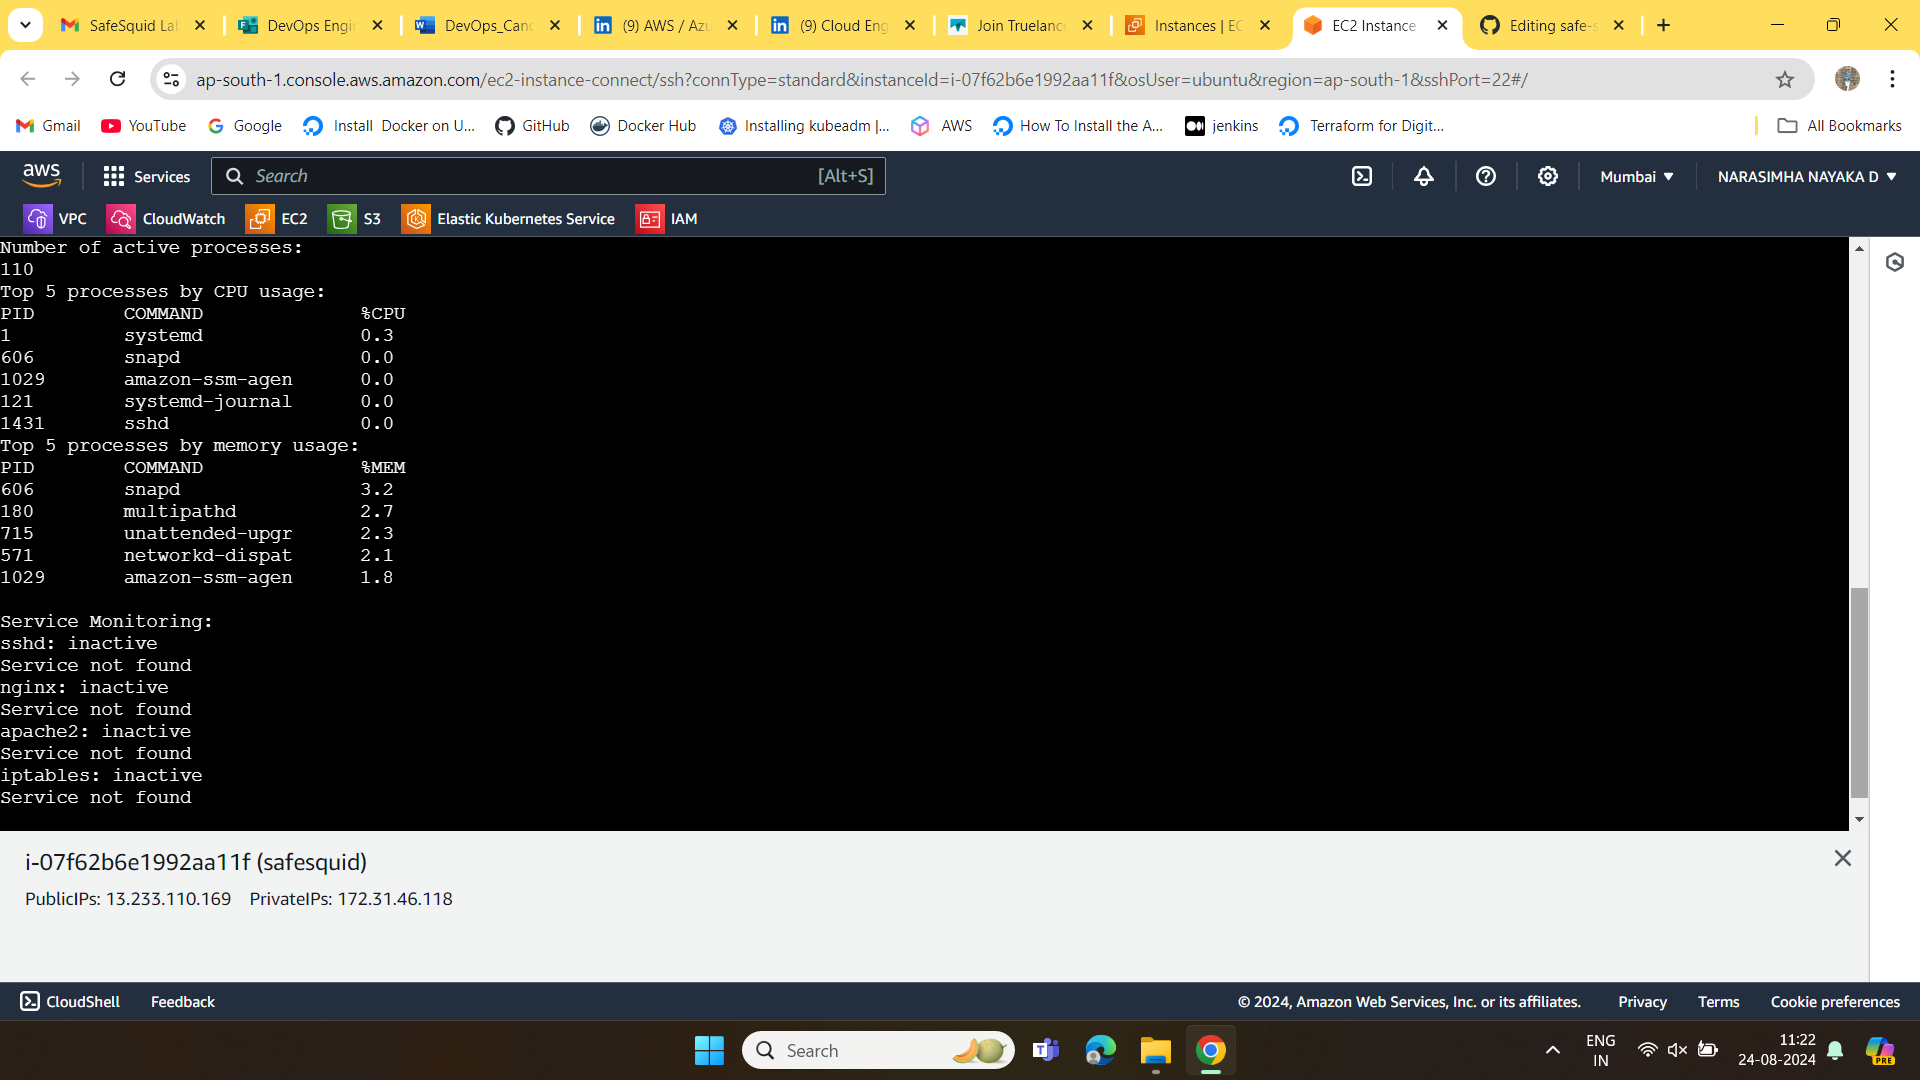 SafeSquid Lal
DevOps Engin
DevOps_Cand
(9) AWS / Azu
(9) Cloud Eng
Join Truelance
Instances | EC
EC2 Instance
Editing safe-s
ap-south-1.console.aws.amazon.com/ec2-instance-connect/ssh?connType=standard&instanceId=i-07f62b6e1992aa11f&osUser=ubuntu&region=ap-south-1&sshPort=22#/
Gmail
YouTube
Google
Install Docker on U...
GitHub
Docker Hub
Installing kubeadm |...
AWS
How To Install the A...
jenkins
Terraform for Digit...
All Bookmarks
aws
Services
Search
[Alt+S]
Mumbai
NARASIMHA NAYAKA D
VPC
CloudWatch
EC2
S3
Elastic Kubernetes Service
IAM
Number of active processes:
110
Top 5 processes by CPU usage:
PID COMMAND %CPU
1 systemd 0.3
606 snapd 0.0
1029 amazon-ssm-agen 0.0
121 systemd-journal 0.0
1431 sshd 0.0
Top 5 processes by memory usage:
PID COMMAND %MEM
606 snapd 3.2
180 multipathd 2.7
715 unattended-upgr 2.3
571 networkd-dispat 2.1
1029 amazon-ssm-agen 1.8
Service Monitoring:
sshd: inactive
Service not found
nginx: inactive
Service not found
apache2: inactive
Service not found
iptables: inactive
Service not found
i-07f62b6e1992aa11f (safesquid)
PublicIPs: 13.233.110.169 PrivateIPs: 172.31.46.118
CloudShell
Feedback
© 2024, Amazon Web Services, Inc. or its affiliates.
Privacy
Terms
Cookie preferences
Search
ENG
IN
11:22
24-08-2024
PRE